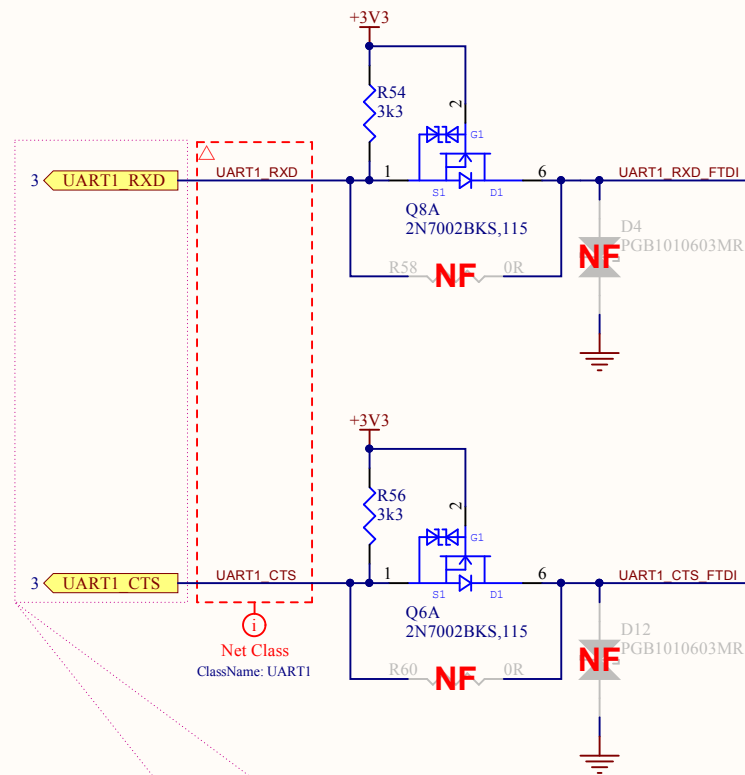 +3V3
R54
3k3
2
G1
3 UART1_RXD
UART1_RXD
1
S1
D1
6
UART1_RXD_FTDI
Q8A
2N7002BKS,115
D4
PGB1010603MR
NF
R58
NF
0R
+3V3
R56
3k3
2
G1
3 UART1_CTS
UART1_CTS
1
S1
D1
6
UART1_CTS_FTDI
Q6A
2N7002BKS,115
D12
PGB1010603MR
NF
R60
NF
0R
i
Net Class
ClassName: UART1